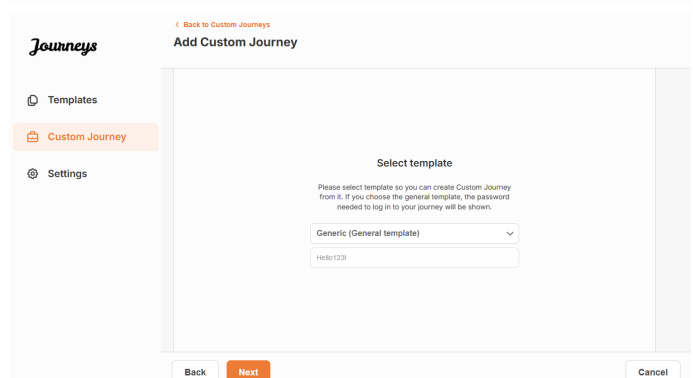 Journeys
Templates
Custom Journey
Settings
< Back to Custom Journeys
Add Custom Journey
Select template
Please select template so you can create Custom Journey
from it. If you choose the general template, the password
needed to log in to your journey will be shown.
Generic (General template)
Hello123!
Back
Next
Cancel